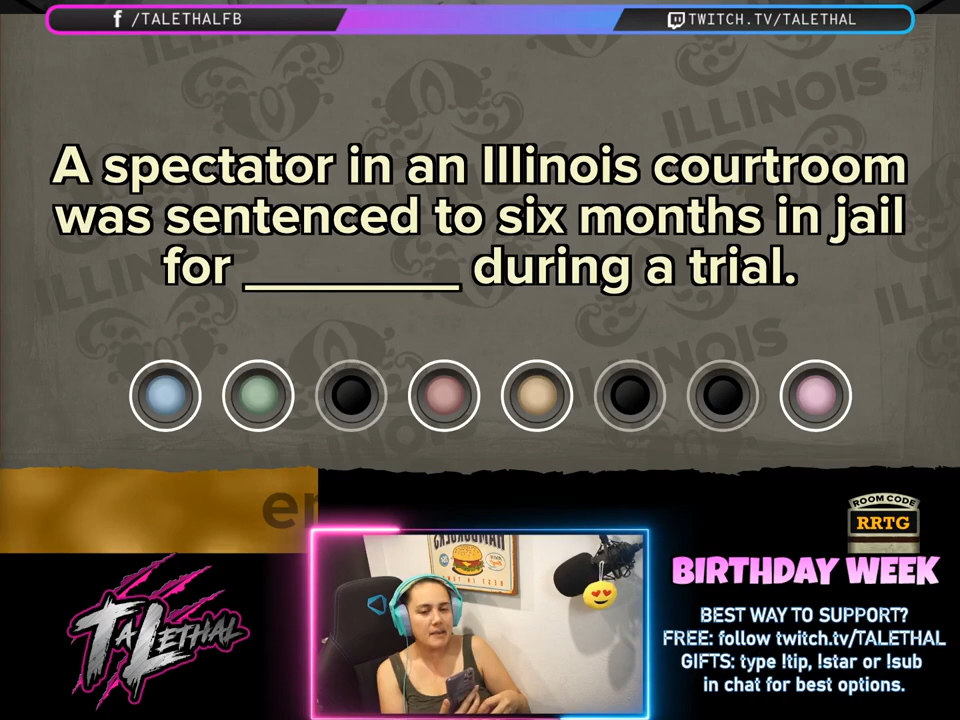 /TALETHALFB
TWITCH.TV/TALETHAL
ILLINOIS
A spectator in an Illinois courtroom
was sentenced to six months in jail
for ________ during a trial.
ILLINOIS
ILLINOIS
er
ROOM CODE
RRTG
HAMBURGERS
TALETHAL
BIRTHDAY WEEK
BEST WAY TO SUPPORT?
FREE: follow twitch.tv/TALETHAL
GIFTS: type !tip, !star or !sub
in chat for best options.